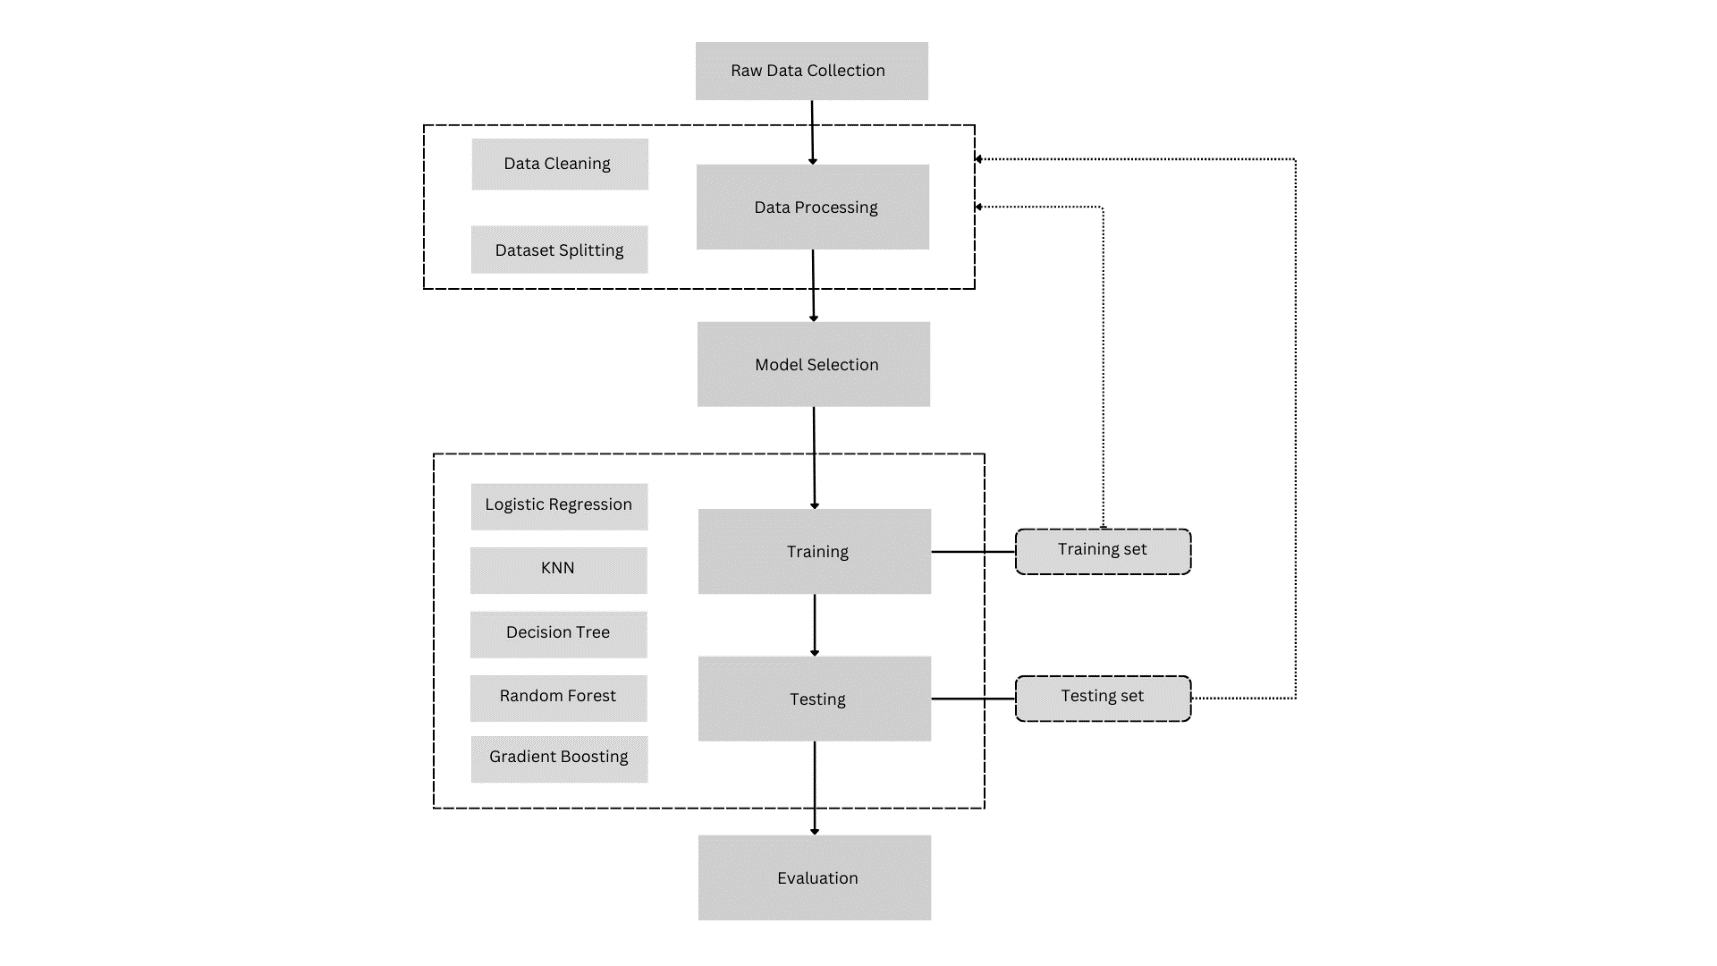 Raw Data Collection
Data Cleaning
Data Processing
Dataset Splitting
Model Selection
Logistic Regression
KNN
Decision Tree
Random Forest
Gradient Boosting
Training
Training set
Testing
Testing set
Evaluation